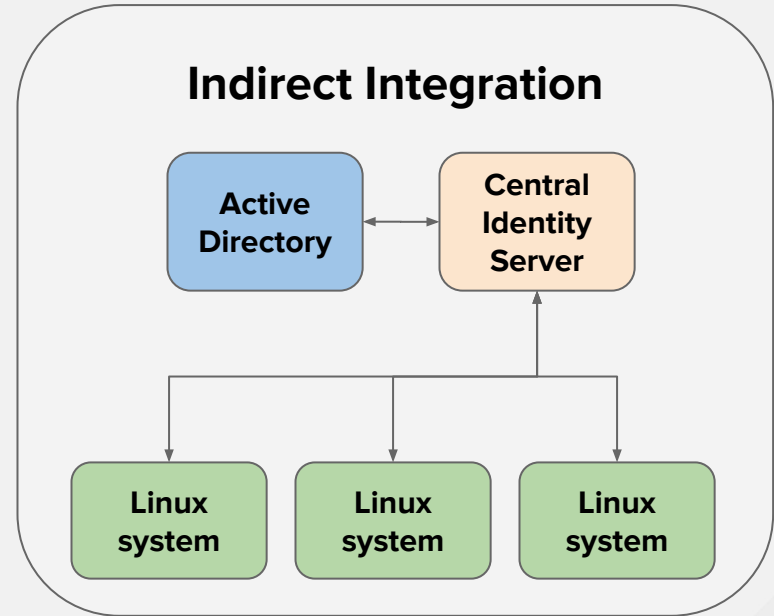 Indirect Integration
Active
Directory
Central
Identity
Server
Linux
system
Linux
system
Linux
system